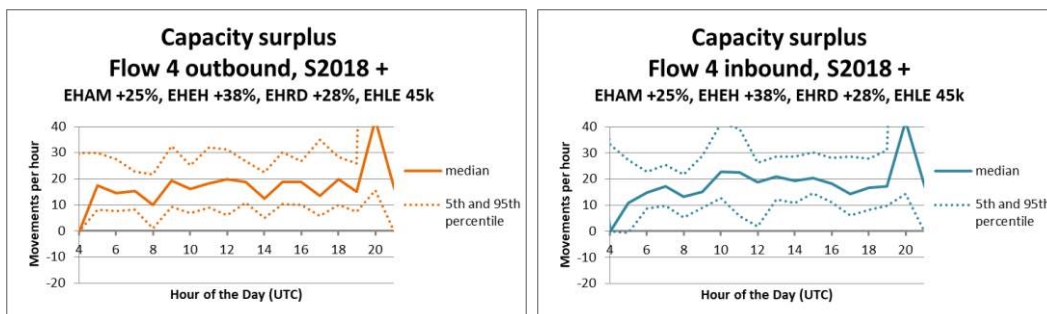 Capacity surplus
Flow 4 outbound, S2018 +
EHAM +25%, EHEH +38%, EHRD +28%, EHLE 45k
40
30
20
10
0
-10
-20
4
6
8
10
12
14
16
18
20
Movements per hour
Hour of the Day (UTC)
median
5th and 95th
percentile
Capacity surplus
Flow 4 inbound, S2018 +
EHAM +25%, EHEH +38%, EHRD +28%, EHLE 45k
40
30
20
10
0
-10
-20
4
6
8
10
12
14
16
18
20
Movements per hour
Hour of the Day (UTC)
median
5th and 95th
percentile